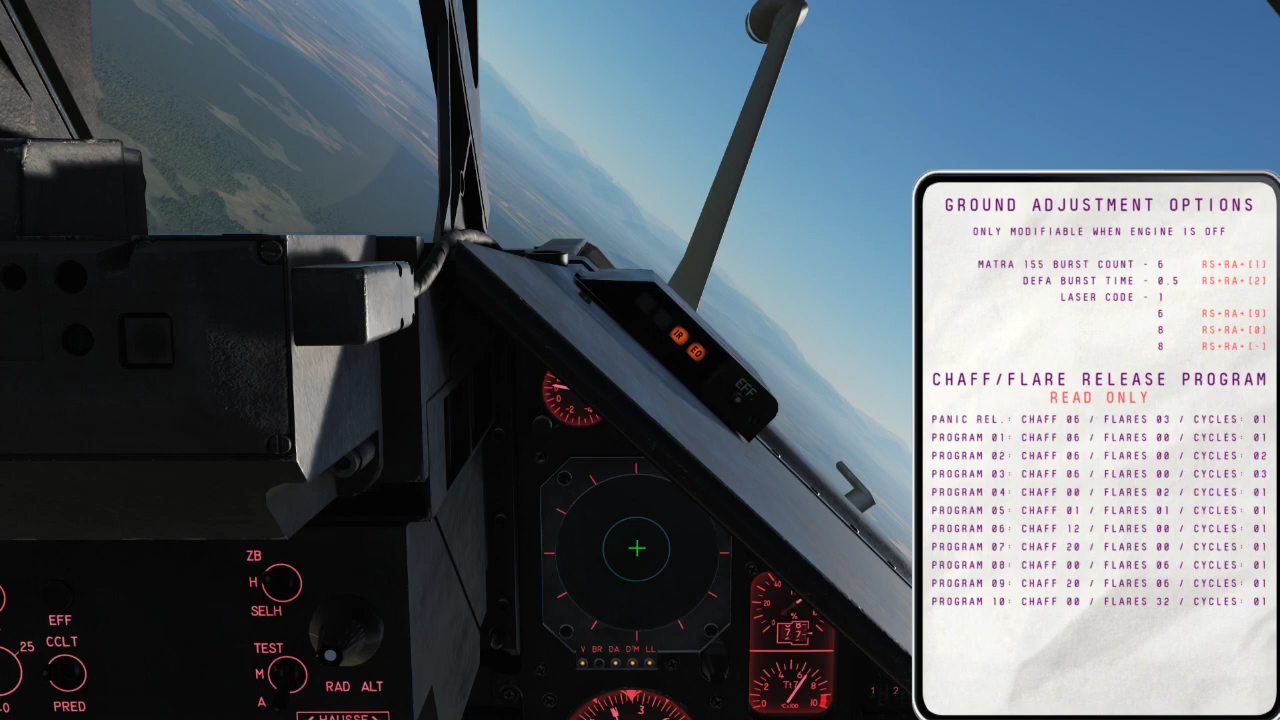 GROUND ADJUSTMENT OPTIONS
ONLY MODIFIABLE WHEN ENGINE IS OFF
MATRA 155 BURST COUNT - 6 RS+RA+[1]
DEFA BURST TIME - 0.5 RS+RA+[2]
LASER CODE - 1
6 RS+RA+[9]
8 RS+RA+[0]
8 RS+RA+[-]
CHAFF/FLARE RELEASE PROGRAM
READ ONLY
PANIC REL.: CHAFF 06 / FLARES 03 / CYCLES: 01
PROGRAM 01: CHAFF 06 / FLARES 00 / CYCLES: 01
PROGRAM 02: CHAFF 06 / FLARES 00 / CYCLES: 02
PROGRAM 03: CHAFF 06 / FLARES 00 / CYCLES: 03
PROGRAM 04: CHAFF 00 / FLARES 02 / CYCLES: 01
PROGRAM 05: CHAFF 01 / FLARES 01 / CYCLES: 01
PROGRAM 06: CHAFF 12 / FLARES 00 / CYCLES: 01
PROGRAM 07: CHAFF 20 / FLARES 00 / CYCLES: 01
PROGRAM 08: CHAFF 00 / FLARES 06 / CYCLES: 01
PROGRAM 09: CHAFF 20 / FLARES 06 / CYCLES: 01
PROGRAM 10: CHAFF 00 / FLARES 32 / CYCLES: 01
IR
EO
EFF
ZB
H
SELH
TEST
M
A
RAD ALT
HAUSSE
EFF
CCLT
25
PRED
V BR DA D²M LL
1 2